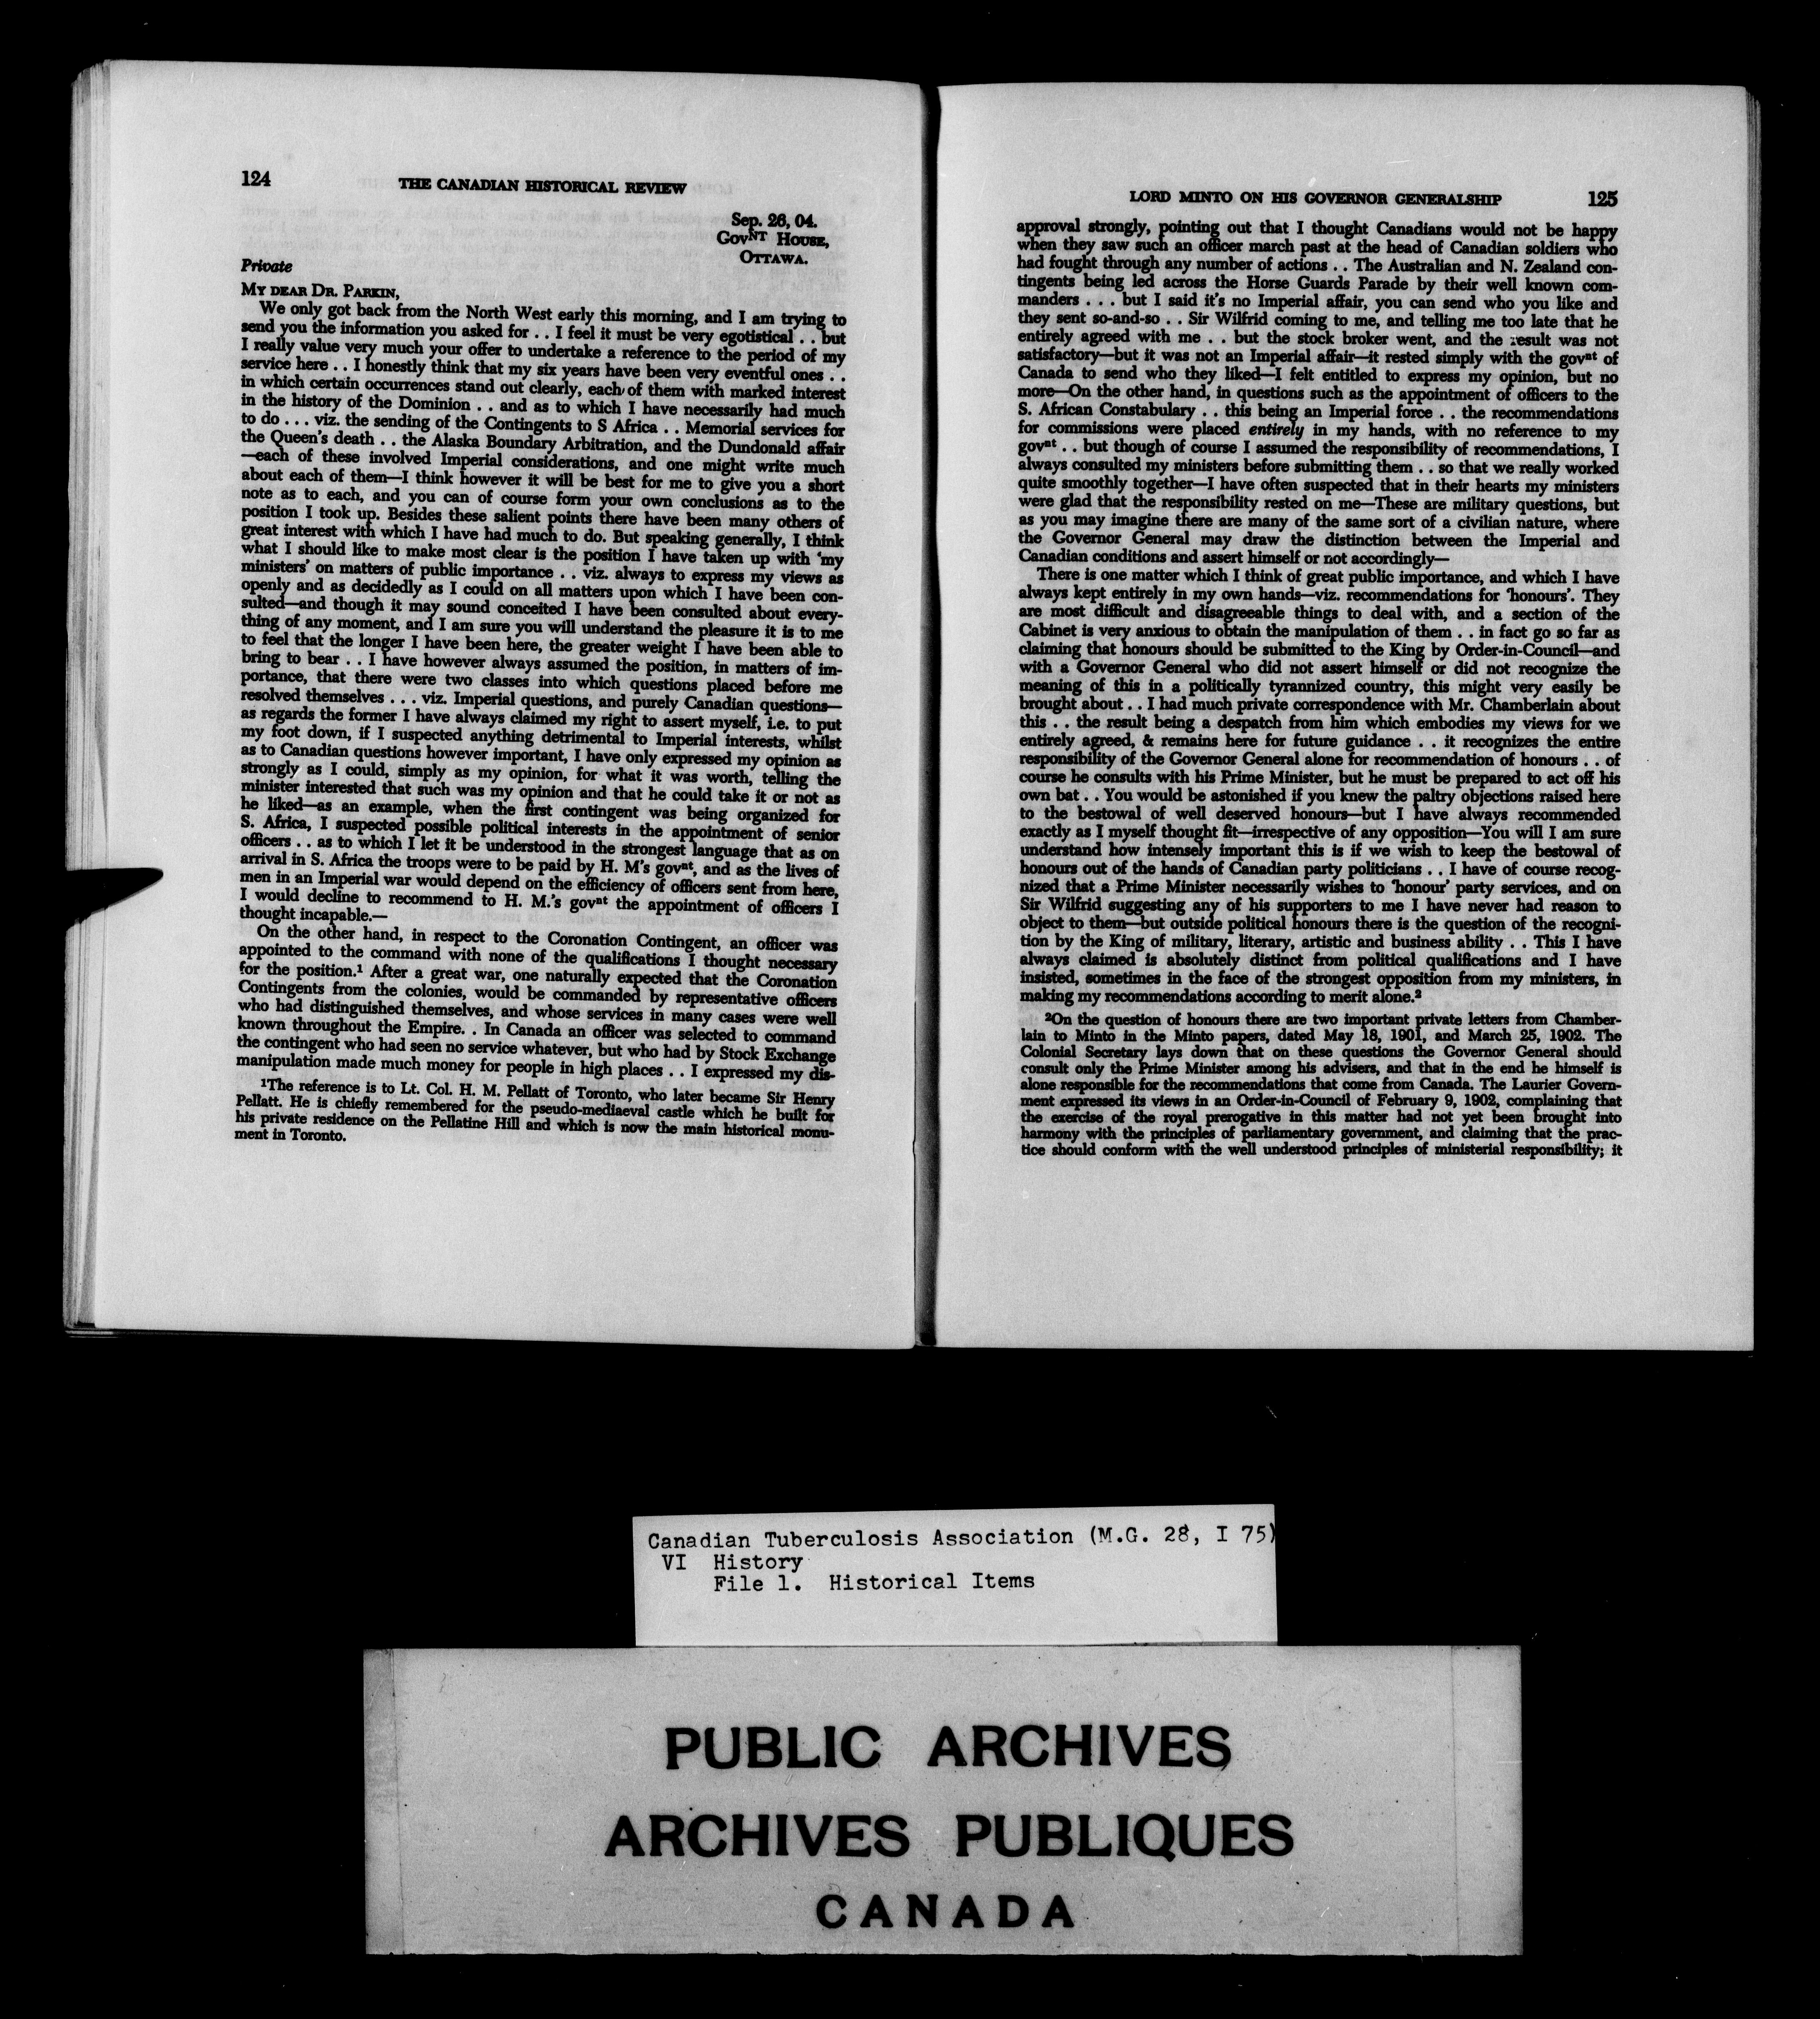 124
THE CANADIAN HISTORICAL REVIEW
Sep. 26, 04.
GOVNT HOUSE,
OTTAWA.
Private
MY DEAR DR. PARKIN,
We only got back from the North West early this morning, and I am trying to
send you the information you asked for . . I feel it must be very egotistical . . but
I really value very much your offer to undertake a reference to the period of my
service here . . I honestly think that my six years have been very eventful ones . .
in which certain occurrences stand out clearly, each of them with marked interest
in the history of the Dominion . . and as to which I have necessarily had much
to do . . . viz. the sending of the Contingents to S Africa . . Memorial services for
the Queen's death . . the Alaska Boundary Arbitration, and the Dundonald affair
—each of these involved Imperial considerations, and one might write much
about each of them—I think however it will be best for me to give you a short
note as to each, and you can of course form your own conclusions as to the
position I took up. Besides these salient points there have been many others of
great interest with which I have had much to do. But speaking generally, I think
what I should like to make most clear is the position I have taken up with 'my
ministers' on matters of public importance . . viz. always to express my views as
openly and as decidedly as I could on all matters upon which I have been con-
sulted—and though it may sound conceited I have been consulted about every-
thing of any moment, and I am sure you will understand the pleasure it is to me
to feel that the longer I have been here, the greater weight I have been able to
bring to bear . . I have however always assumed the position, in matters of im-
portance, that there were two classes into which questions placed before me
resolved themselves . . . viz. Imperial questions, and purely Canadian questions—
as regards the former I have always claimed my right to assert myself, i.e. to put
my foot down, if I suspected anything detrimental to Imperial interests, whilst
as to Canadian questions however important, I have only expressed my opinion as
strongly as I could, simply as my opinion, for what it was worth, telling the
minister interested that such was my opinion and that he could take it or not as
he liked—as an example, when the first contingent was being organized for
S. Africa, I suspected possible political interests in the appointment of senior
officers . . as to which I let it be understood in the strongest language that as on
arrival in S. Africa the troops were to be paid by H. M's govnt, and as the lives of
men in an Imperial war would depend on the efficiency of officers sent from here,
I would decline to recommend to H. M.'s govnt the appointment of officers I
thought incapable.—
On the other hand, in respect to the Coronation Contingent, an officer was
appointed to the command with none of the qualifications I thought necessary
for the position.1 After a great war, one naturally expected that the Coronation
Contingents from the colonies, would be commanded by representative officers
who had distinguished themselves, and whose services in many cases were well
known throughout the Empire. . In Canada an officer was selected to command
the contingent who had seen no service whatever, but who had by Stock Exchange
manipulation made much money for people in high places . . I expressed my dis-
1The reference is to Lt. Col. H. M. Pellatt of Toronto, who later became Sir Henry
Pellatt. He is chiefly remembered for the pseudo-mediaeval castle which he built for
his private residence on the Pellatine Hill and which is now the main historical monu-
ment in Toronto.
LORD MINTO ON HIS GOVERNOR GENERALSHIP
125
approval strongly, pointing out that I thought Canadians would not be happy
when they saw such an officer march past at the head of Canadian soldiers who
had fought through any number of actions . . The Australian and N. Zealand con-
tingents being led across the Horse Guards Parade by their well known com-
manders . . . but I said it's no Imperial affair, you can send who you like and
they sent so-and-so . . Sir Wilfrid coming to me, and telling me too late that he
entirely agreed with me . . but the stock broker went, and the result was not
satisfactory—but it was not an Imperial affair—it rested simply with the govnt of
Canada to send who they liked—I felt entitled to express my opinion, but no
more—On the other hand, in questions such as the appointment of officers to the
S. African Constabulary . . this being an Imperial force . . the recommendations
for commissions were placed entirely in my hands, with no reference to my
govnt . . but though of course I assumed the responsibility of recommendations, I
always consulted my ministers before submitting them . . so that we really worked
quite smoothly together—I have often suspected that in their hearts my ministers
were glad that the responsibility rested on me—These are military questions, but
as you may imagine there are many of the same sort of a civilian nature, where
the Governor General may draw the distinction between the Imperial and
Canadian conditions and assert himself or not accordingly—
There is one matter which I think of great public importance, and which I have
always kept entirely in my own hands—viz. recommendations for 'honours'. They
are most difficult and disagreeable things to deal with, and a section of the
Cabinet is very anxious to obtain the manipulation of them . . in fact go so far as
claiming that honours should be submitted to the King by Order-in-Council—and
with a Governor General who did not assert himself or did not recognize the
meaning of this in a politically tyrannized country, this might very easily be
brought about . . I had much private correspondence with Mr. Chamberlain about
this . . the result being a despatch from him which embodies my views for we
entirely agreed, & remains here for future guidance . . it recognizes the entire
responsibility of the Governor General alone for recommendation of honours . . of
course he consults with his Prime Minister, but he must be prepared to act off his
own bat . . You would be astonished if you knew the paltry objections raised here
to the bestowal of well deserved honours—but I have always recommended
exactly as I myself thought fit—irrespective of any opposition—You will I am sure
understand how intensely important this is if we wish to keep the bestowal of
honours out of the hands of Canadian party politicians . . I have of course recog-
nized that a Prime Minister necessarily wishes to 'honour' party services, and on
Sir Wilfrid suggesting any of his supporters to me I have never had reason to
object to them—but outside political honours there is the question of the recogni-
tion by the King of military, literary, artistic and business ability . . This I have
always claimed is absolutely distinct from political qualifications and I have
insisted, sometimes in the face of the strongest opposition from my ministers, in
making my recommendations according to merit alone.2
2On the question of honours there are two important private letters from Chamber-
lain to Minto in the Minto papers, dated May 18, 1901, and March 25, 1902. The
Colonial Secretary lays down that on these questions the Governor General should
consult only the Prime Minister among his advisers, and that in the end he himself is
alone responsible for the recommendations that come from Canada. The Laurier Govern-
ment expressed its views in an Order-in-Council of February 9, 1902, complaining that
the exercise of the royal prerogative in this matter had not yet been brought into
harmony with the principles of parliamentary government, and claiming that the prac-
tice should conform with the well understood principles of ministerial responsibility; it
Canadian Tuberculosis Association (M.G. 28, I 75)
VI History
File 1. Historical Items
PUBLIC ARCHIVES
ARCHIVES PUBLIQUES
CANADA